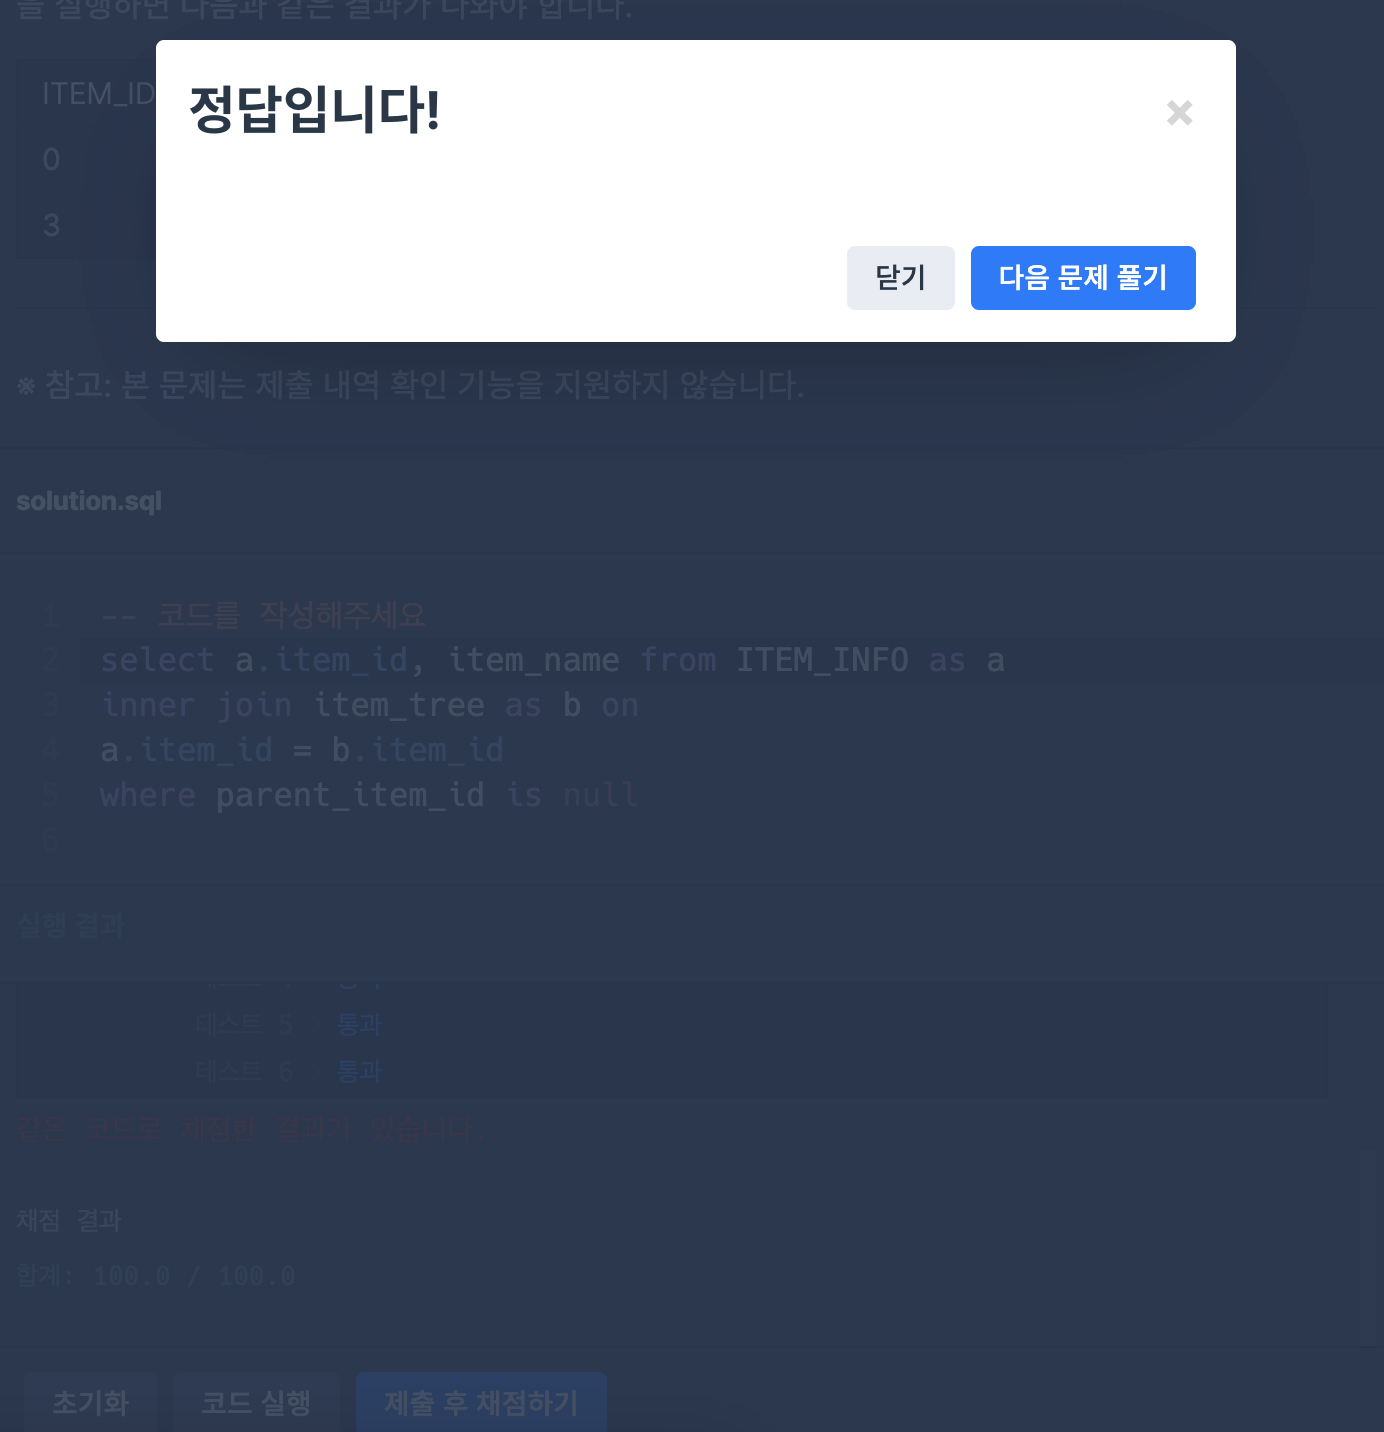 을 실행하면 다음과 같은 결과가 나와야 합니다.
ITEM_ID
정답입니다!
×
0
3
닫기
다음 문제 풀기
※ 참고: 본 문제는 제출 내역 확인 기능을 지원하지 않습니다.
solution.sql
1 -- 코드를 작성해주세요
2 select a.item_id, item_name from ITEM_INFO as a
3 inner join item_tree as b on
4 a.item_id = b.item_id
5 where parent_item_id is null
6
실행 결과
테스트 5 > 통과
테스트 6 > 통과
같은 코드로 채점한 결과가 있습니다.
채점 결과
합계: 100.0 / 100.0
초기화
코드 실행
제출 후 채점하기